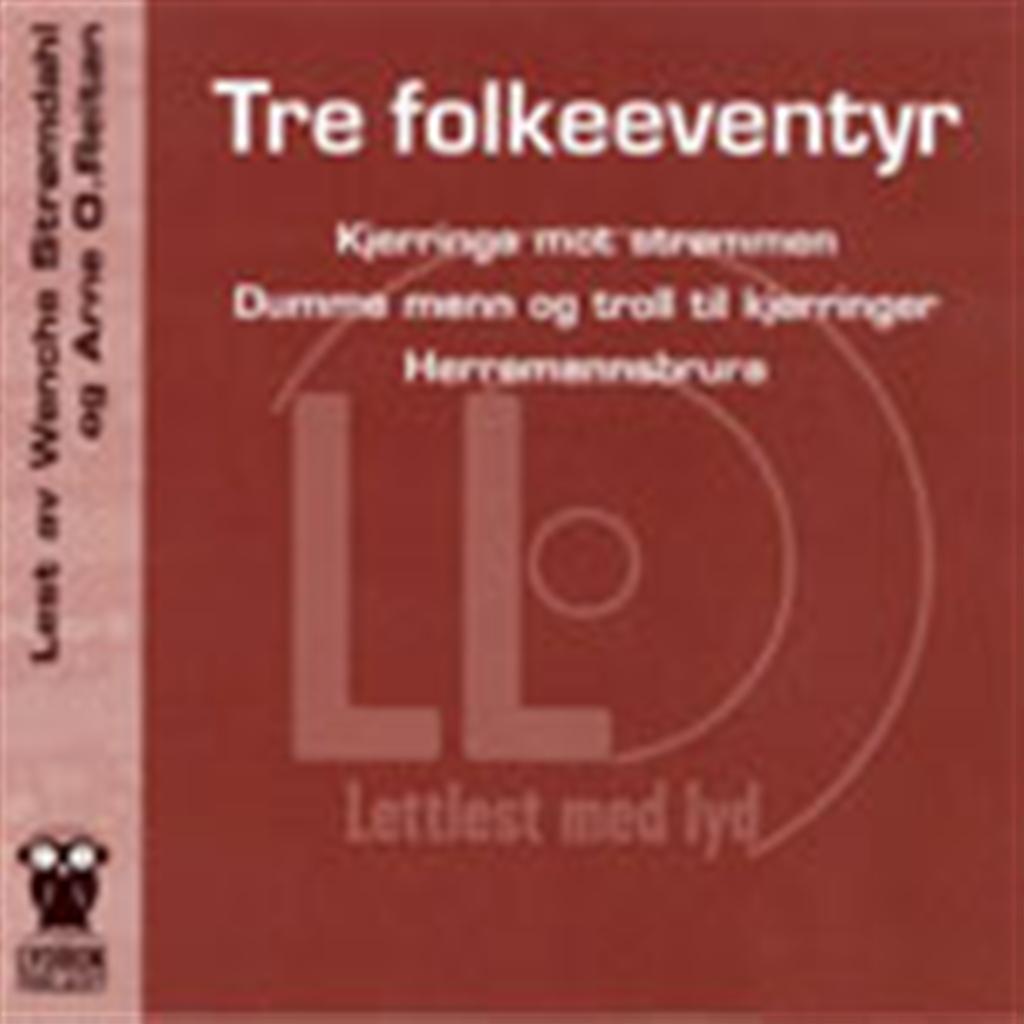 Tre folkeeventyr
Kjerringa mot strømmen
Dumme menn og troll til kjerringer
Herremannsbrura
LL
Lettlest med lyd
Lest av Wenche Strømdahl
og Arne O.Reitan